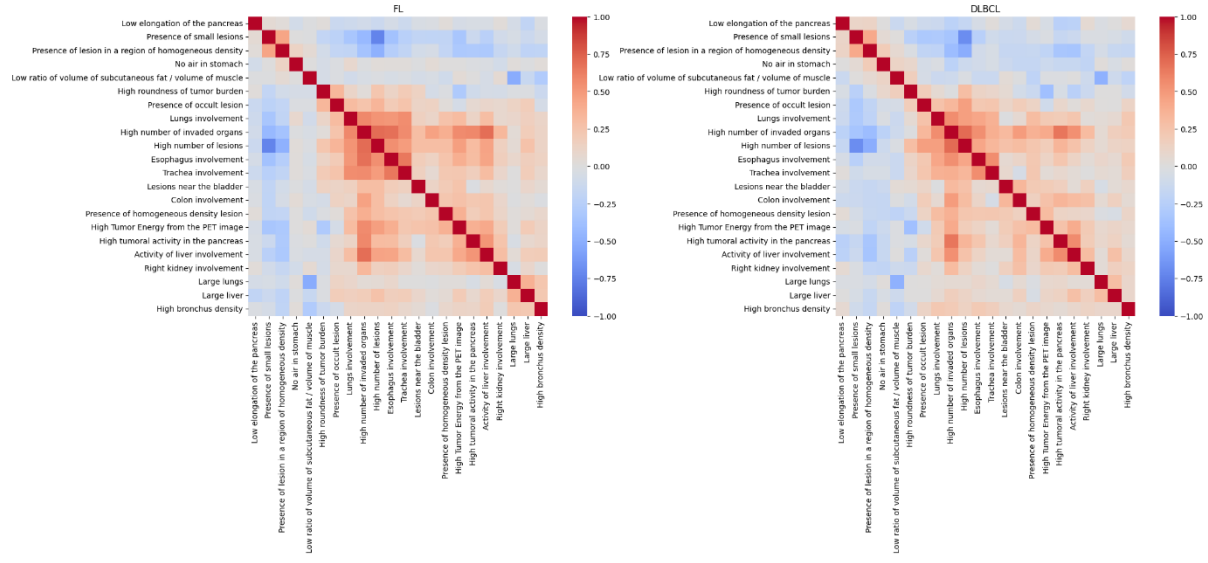 FL
Low elongation of the pancreas
Presence of small lesions
Presence of lesion in a region of homogeneous density
No air in stomach
Low ratio of volume of subcutaneous fat / volume of muscle
High roundness of tumor burden
Presence of occult lesion
Lungs involvement
High number of invaded organs
High number of lesions
Esophagus involvement
Trachea involvement
Lesions near the bladder
Colon involvement
Presence of homogeneous density lesion
High Tumor Energy from the PET image
High tumoral activity in the pancreas
Activity of liver involvement
Right kidney involvement
Large lungs
Large liver
High bronchus density
Low elongation of the pancreas
Presence of small lesions
Presence of lesion in a region of homogeneous density
No air in stomach
Low ratio of volume of subcutaneous fat / volume of muscle
High roundness of tumor burden
Presence of occult lesion
Lungs involvement
High number of invaded organs
High number of lesions
Esophagus involvement
Trachea involvement
Lesions near the bladder
Colon involvement
Presence of homogeneous density lesion
High Tumor Energy from the PET image
High tumoral activity in the pancreas
Activity of liver involvement
Right kidney involvement
Large lungs
Large liver
High bronchus density
1.00
0.75
0.50
0.25
0.00
−0.25
−0.50
−0.75
−1.00
DLBCL
Low elongation of the pancreas
Presence of small lesions
Presence of lesion in a region of homogeneous density
No air in stomach
Low ratio of volume of subcutaneous fat / volume of muscle
High roundness of tumor burden
Presence of occult lesion
Lungs involvement
High number of invaded organs
High number of lesions
Esophagus involvement
Trachea involvement
Lesions near the bladder
Colon involvement
Presence of homogeneous density lesion
High Tumor Energy from the PET image
High tumoral activity in the pancreas
Activity of liver involvement
Right kidney involvement
Large lungs
Large liver
High bronchus density
Low elongation of the pancreas
Presence of small lesions
Presence of lesion in a region of homogeneous density
No air in stomach
Low ratio of volume of subcutaneous fat / volume of muscle
High roundness of tumor burden
Presence of occult lesion
Lungs involvement
High number of invaded organs
High number of lesions
Esophagus involvement
Trachea involvement
Lesions near the bladder
Colon involvement
Presence of homogeneous density lesion
High Tumor Energy from the PET image
High tumoral activity in the pancreas
Activity of liver involvement
Right kidney involvement
Large lungs
Large liver
High bronchus density
1.00
0.75
0.50
0.25
0.00
−0.25
−0.50
−0.75
−1.00